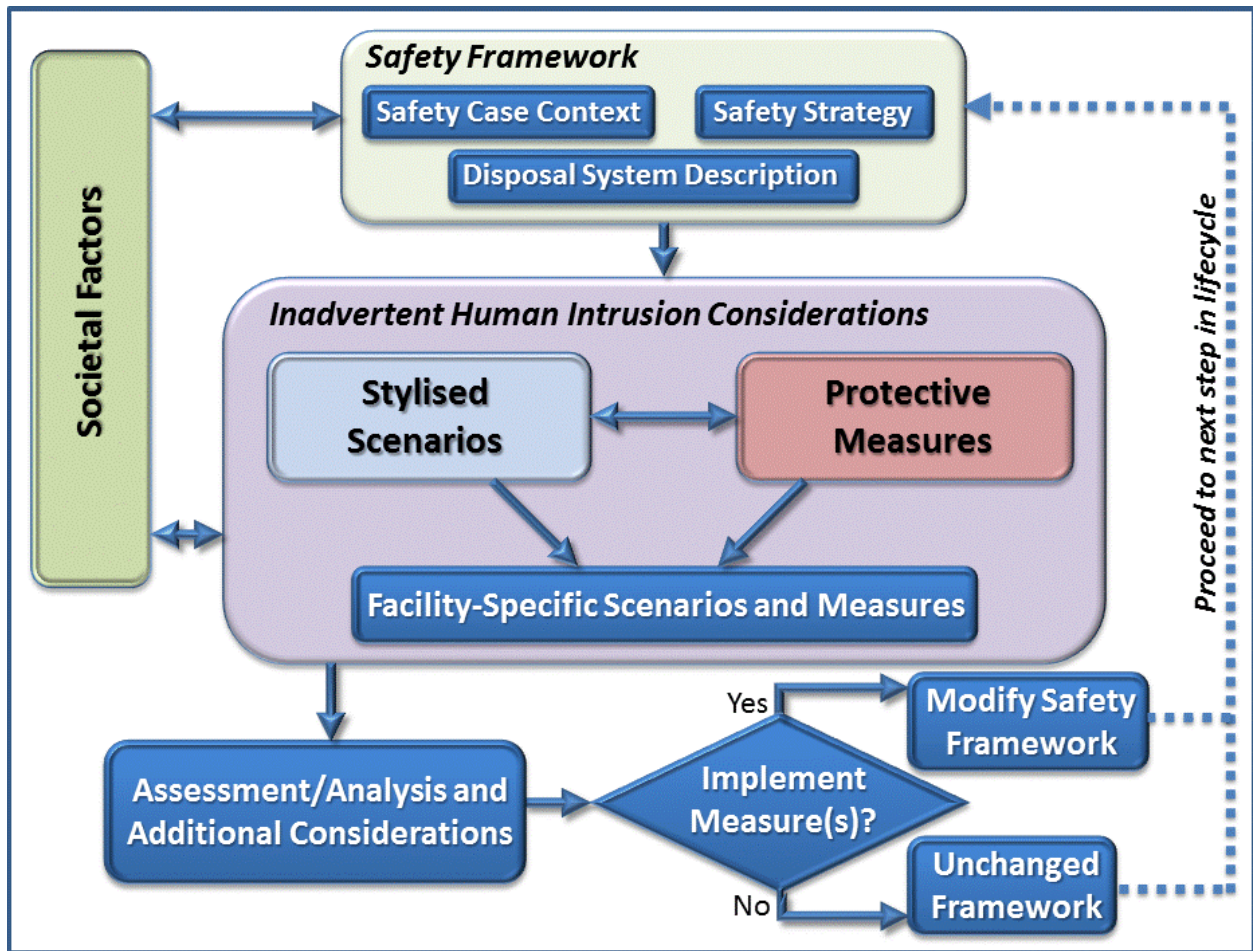 Safety Framework
Safety Case Context
Safety Strategy
Disposal System Description
Societal Factors
Inadvertent Human Intrusion Considerations
Stylised
Scenarios
Protective
Measures
Facility-Specific Scenarios and Measures
Proceed to next step in lifecycle
Assessment/Analysis and
Additional Considerations
Implement
Measure(s)?
Yes
Modify Safety
Framework
No
Unchanged
Framework